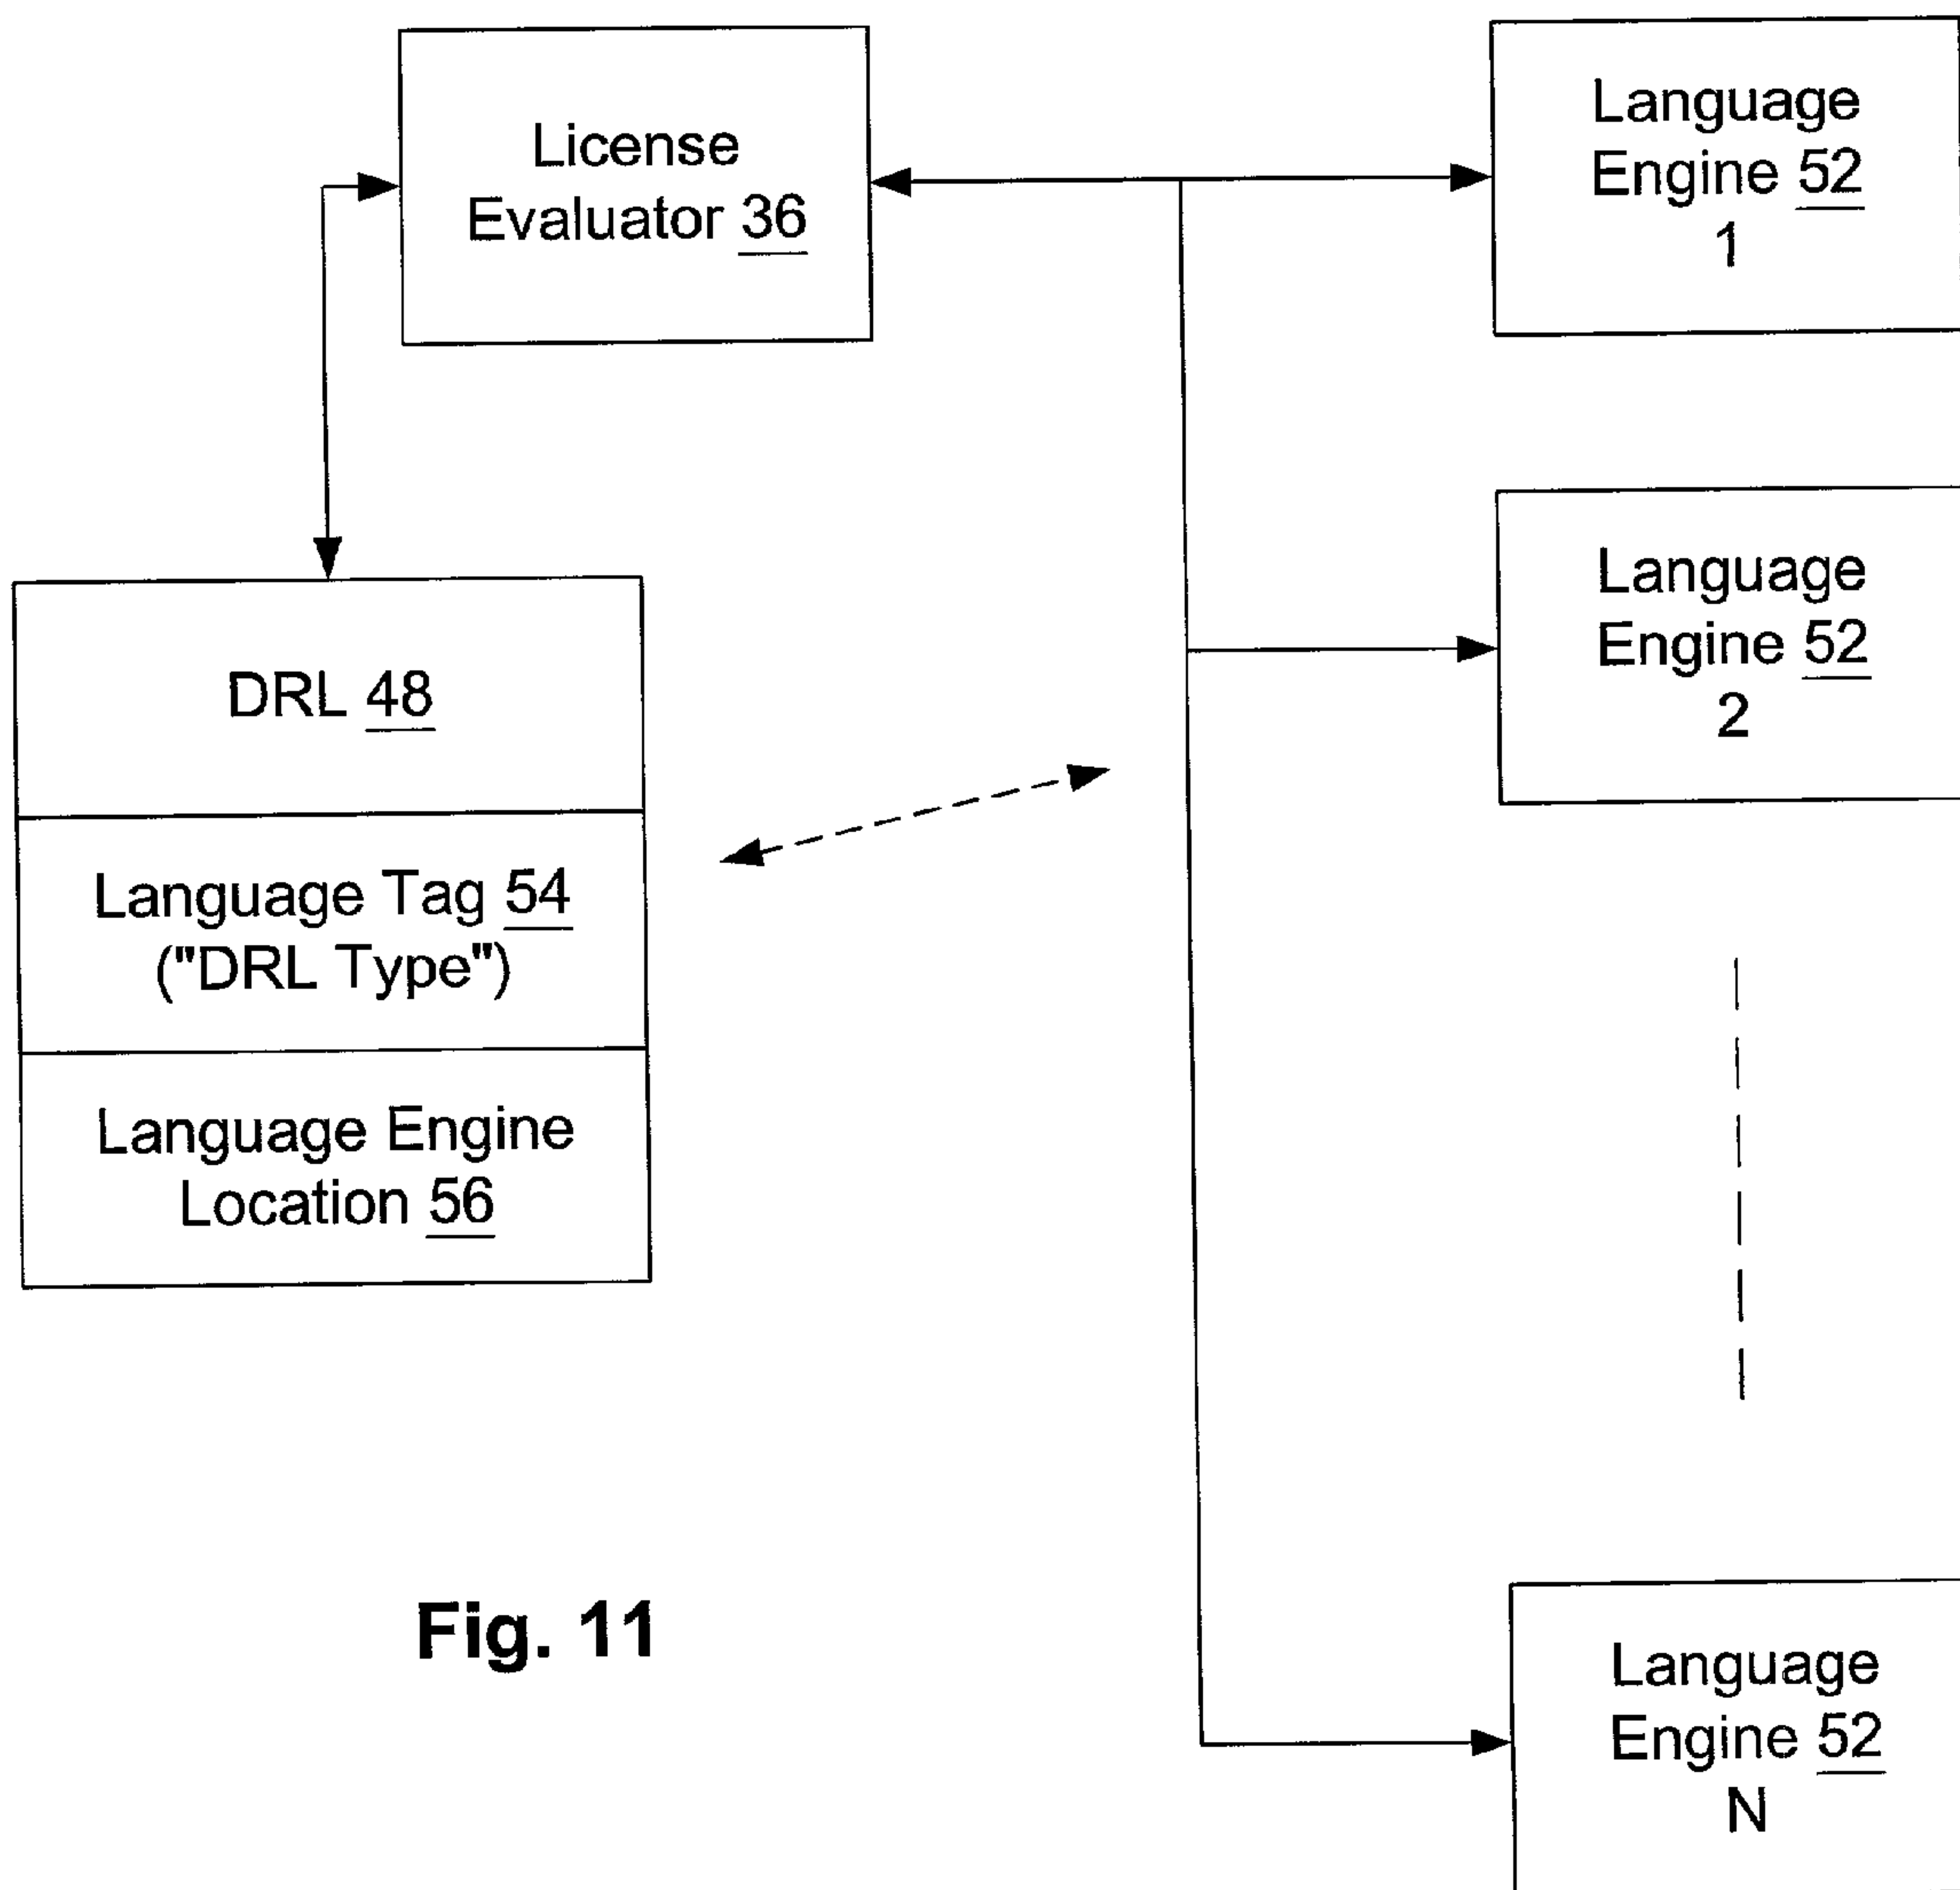 License
Evaluator 36
Language
Engine 52
1
Language
Engine 52
2
DRL 48
Language Tag 54
("DRL Type")
Language Engine
Location 56
Fig. 11
Language
Engine 52
N